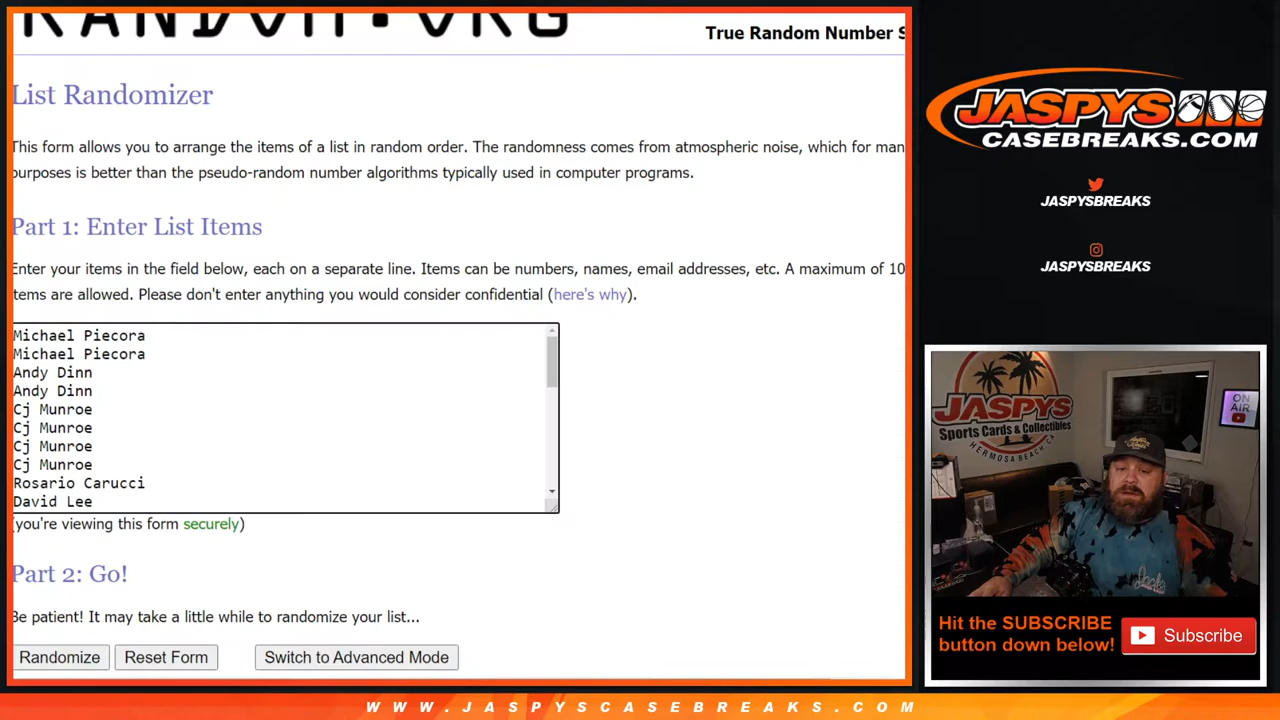 RANDOM.ORG
True Random Number S
List Randomizer
This form allows you to arrange the items of a list in random order. The randomness comes from atmospheric noise, which for man
purposes is better than the pseudo-random number algorithms typically used in computer programs.
Part 1: Enter List Items
Enter your items in the field below, each on a separate line. Items can be numbers, names, email addresses, etc. A maximum of 10
items are allowed. Please don't enter anything you would consider confidential (here's why).
Michael Piecora
Michael Piecora
Andy Dinn
Andy Dinn
Cj Munroe
Cj Munroe
Cj Munroe
Cj Munroe
Rosario Carucci
David Lee
(you're viewing this form securely)
Part 2: Go!
Be patient! It may take a little while to randomize your list...
Randomize
Reset Form
Switch to Advanced Mode
JASPYS
CASEBREAKS.COM
JASPYSBREAKS
JASPYSBREAKS
JASPYS
Sports Cards & Collectibles
HERMOSA BEACH, CA
ON
AIR
Hit the SUBSCRIBE
button down below!
Subscribe
WWW.JASPYSCASEBREAKS.COM